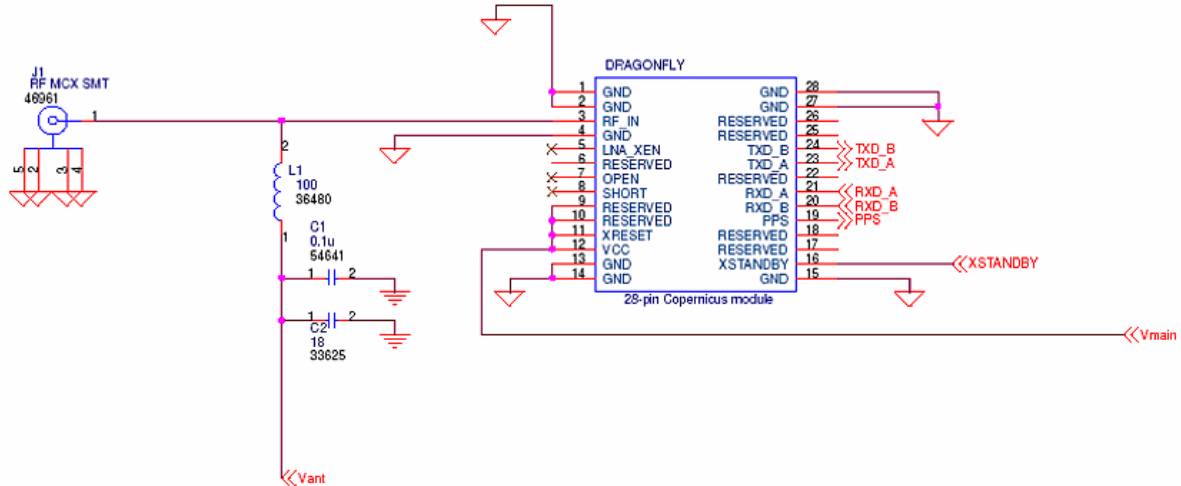 J1
RF MCX SMT
46961
1
5
2
3
4
2
L1
100
36480
1
C1
0.1u
54641
1
2
1
2
C2
18
33625
Vant
DRAGONFLY
1 GND
2 GND
3 RF_IN
4 GND
5 LNA_XEN
6 RESERVED
7 OPEN
8 SHORT
9 RESERVED
10 RESERVED
11 XRESET
12 VCC
13 GND
14 GND
GND 28
GND 27
RESERVED 26
RESERVED 25
TXD_B 24 TXD_B
TXD_A 23 TXD_A
RESERVED 22
RXD_A 21 RXD_A
RXD_B 20 RXD_B
PPS 19 PPS
RESERVED 18
RESERVED 17
XSTANDBY 16 XSTANDBY
GND 15
28-pin Copernicus module
Vmain